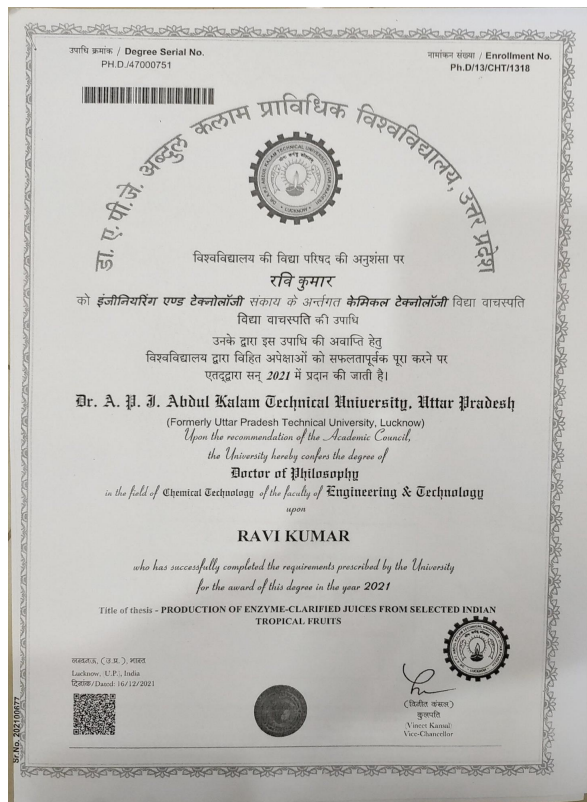 उपाधि क्रमांक / Degree Serial No.
PH.D./47000751
नामांकन संख्या / Enrollment No.
Ph.D/13/CHT/1318
डा. ए. पी. जे. अब्दुल कलाम प्राविधिक विश्वविद्यालय, उत्तर प्रदेश
विश्वविद्यालय की विद्या परिषद की अनुशंसा पर
रवि कुमार
को इंजीनियरिंग एण्ड टेक्नोलॉजी संकाय के अर्न्तगत केमिकल टेक्नोलॉजी विद्या वाचस्पति
विद्या वाचस्पति की उपाधि
उनके द्वारा इस उपाधि की अवाप्ति हेतु
विश्वविद्यालय द्वारा विहित अपेक्षाओं को सफलतापूर्वक पूरा करने पर
एतद्द्वारा सन् 2021 में प्रदान की जाती है।
Dr. A. P. J. Abdul Kalam Technical University, Uttar Pradesh
(Formerly Uttar Pradesh Technical University, Lucknow)
Upon the recommendation of the Academic Council,
the University hereby confers the degree of
Doctor of Philosophy
in the field of Chemical Technology of the faculty of Engineering & Technology
upon
RAVI KUMAR
who has successfully completed the requirements prescribed by the University
for the award of this degree in the year 2021
Title of thesis - PRODUCTION OF ENZYME-CLARIFIED JUICES FROM SELECTED INDIAN
TROPICAL FRUITS
लखनऊ, (उ.प्र.), भारत
Lucknow, (U.P.), India
दिनांक/Dated: 16/12/2021
(विनीत कंसल)
कुलपति
(Vineet Kansal)
Vice-Chancellor
Sr.No. 202100677